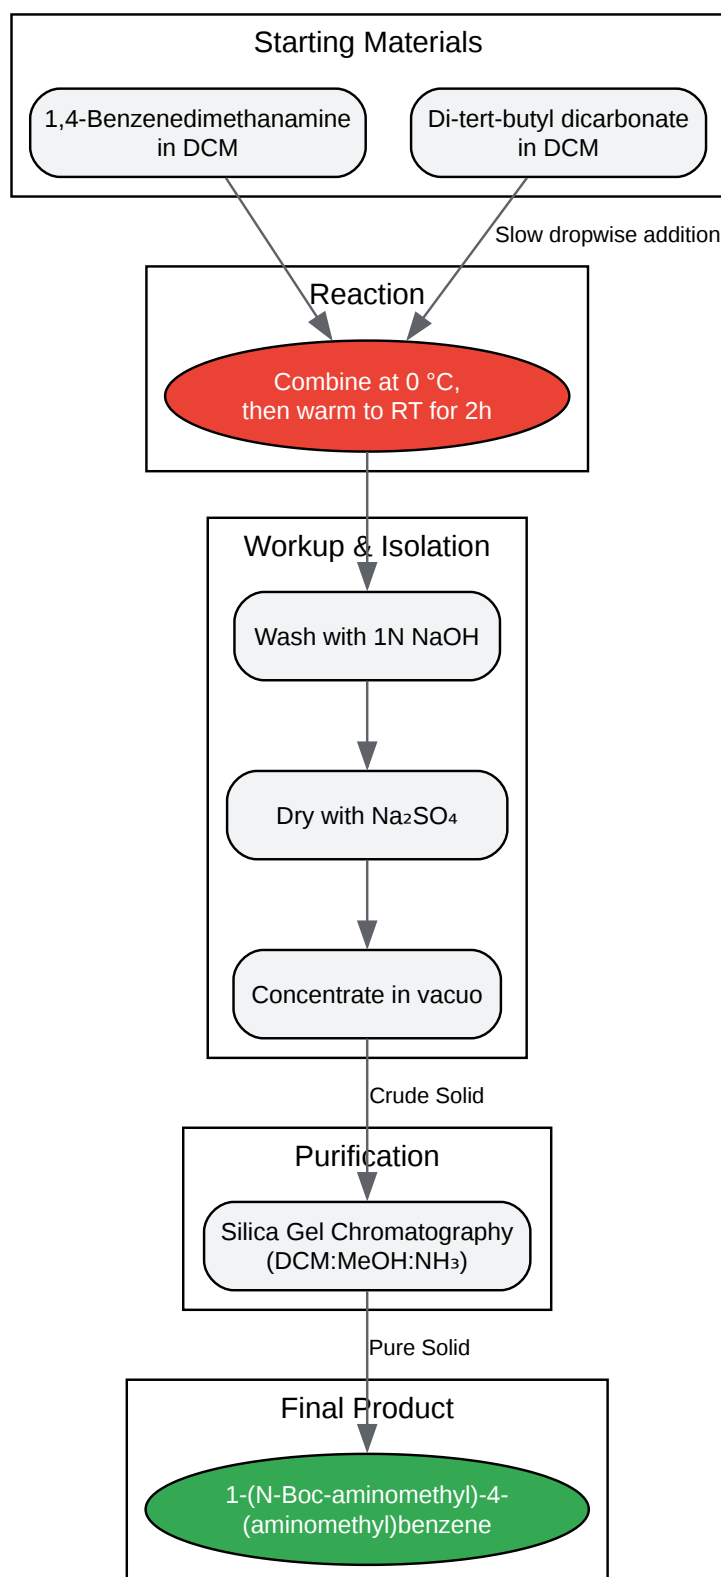 Starting Materials
1,4-Benzenedimethanamine
in DCM
Di-tert-butyl dicarbonate
in DCM
Slow dropwise addition
Reaction
Combine at 0 °C,
then warm to RT for 2h
Workup & Isolation
Wash with 1N NaOH
Dry with Na₂SO₄
Concentrate in vacuo
Crude Solid
Purification
Silica Gel Chromatography
(DCM:MeOH:NH₃)
Pure Solid
Final Product
1-(N-Boc-aminomethyl)-4-
(aminomethyl)benzene